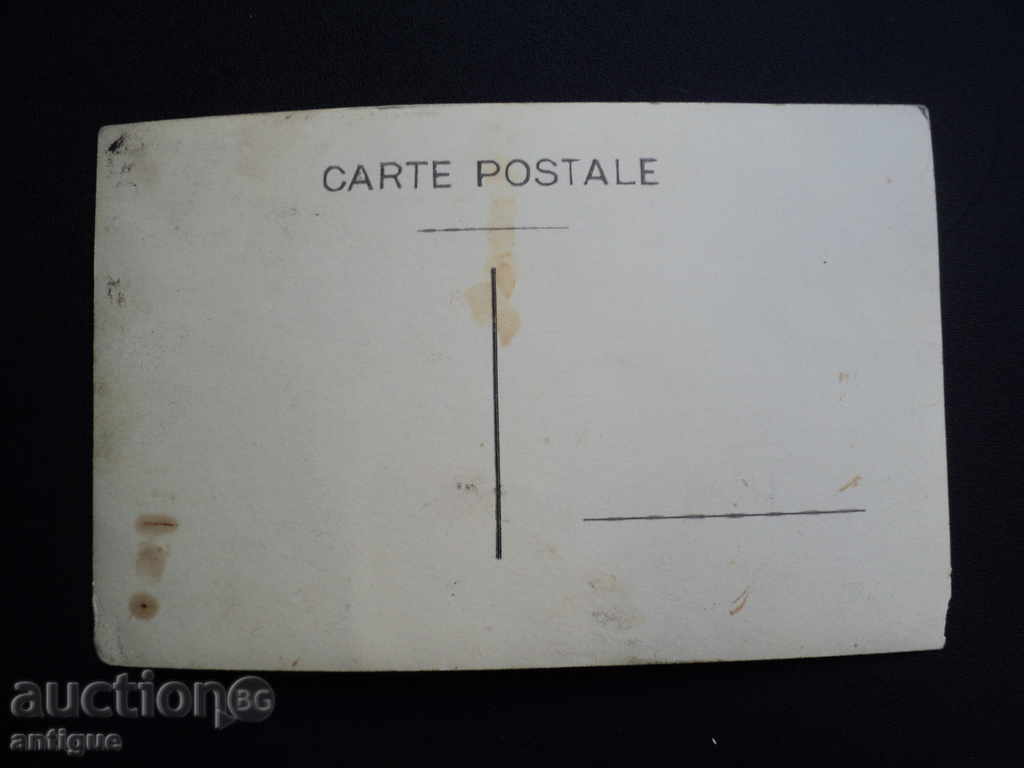 CARTE POSTALE
auction BG
antique